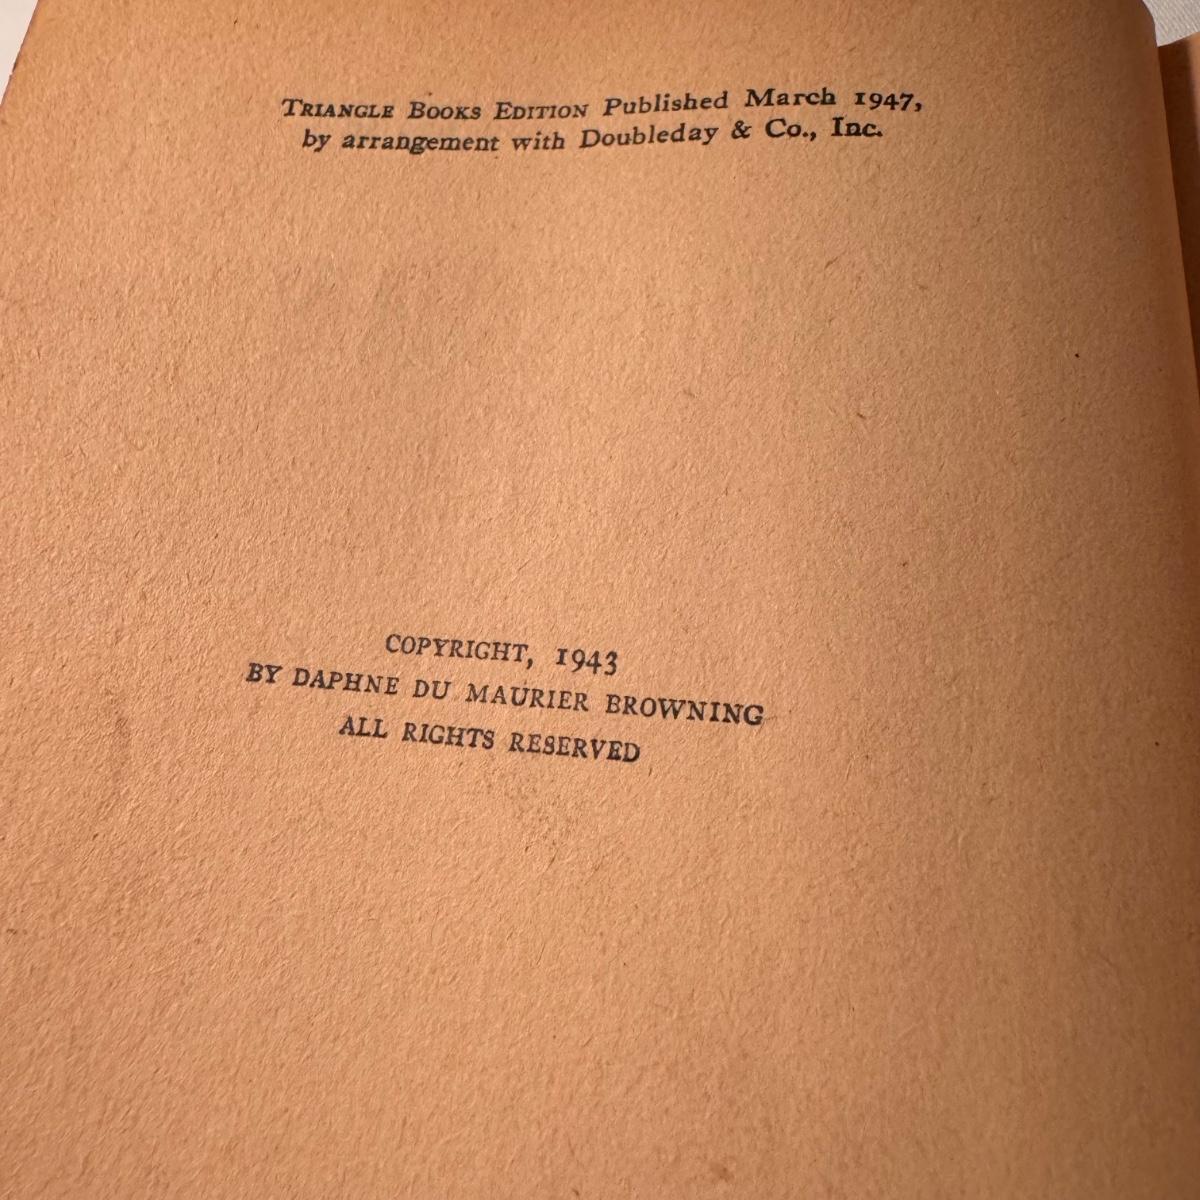 TRIANGLE BOOKS EDITION Published March 1947,
by arrangement with Doubleday & Co., Inc.
COPYRIGHT, 1943
BY DAPHNE DU MAURIER BROWNING
ALL RIGHTS RESERVED